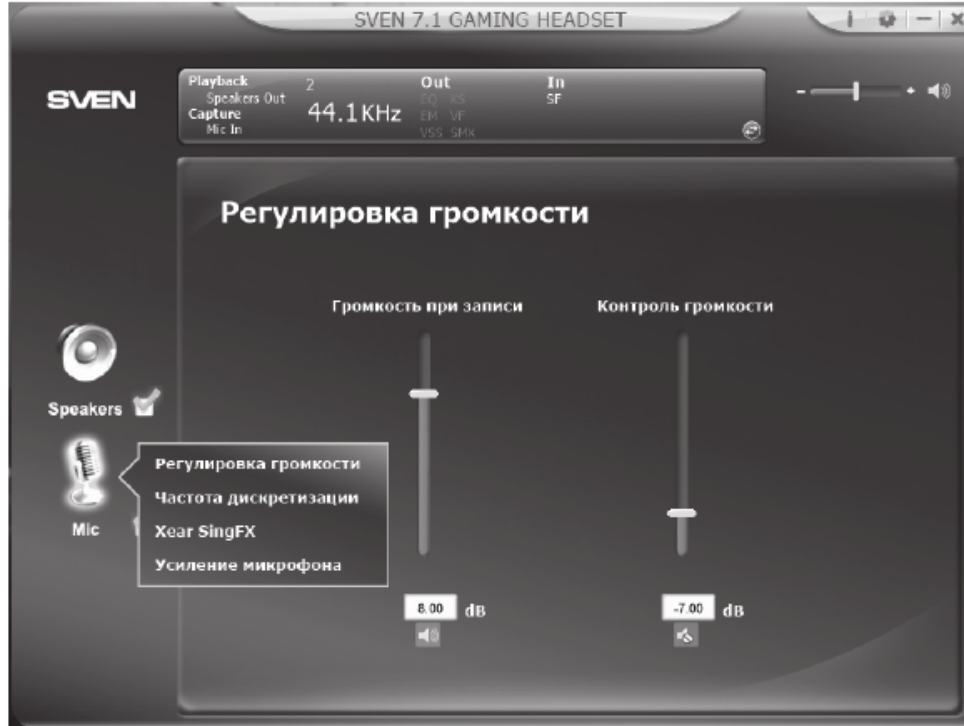 SVEN 7.1 GAMING HEADSET
SVEN
Playback 2 Out In
Speakers Out EQ XS SF
Capture 44.1KHz EM VF
Mic In VSS SMX
Регулировка громкости
Громкость при записи Контроль громкости
Speakers
Регулировка громкости
Частота дискретизации
Mic Xear SingFX
Усиление микрофона
8.00 dB -7.00 dB